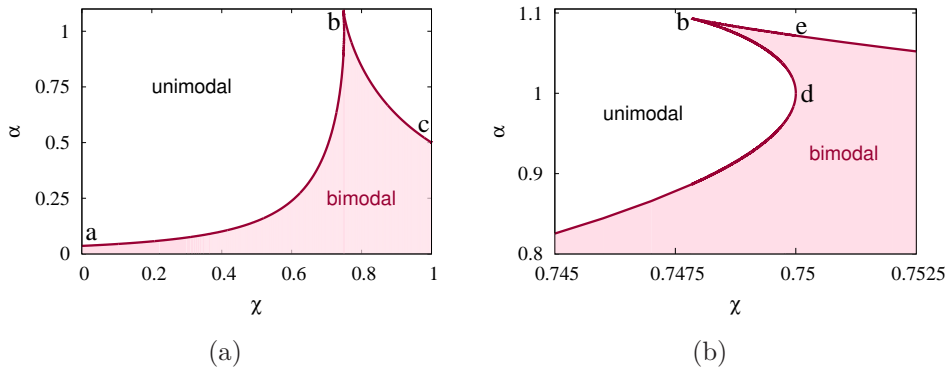 1
0.75
0.5
0.25
0
α
unimodal
bimodal
a
b
c
0
0.2
0.4
0.6
0.8
1
χ
(a)
1.1
1
0.9
0.8
α
unimodal
bimodal
b
e
d
0.745
0.7475
0.75
0.7525
χ
(b)